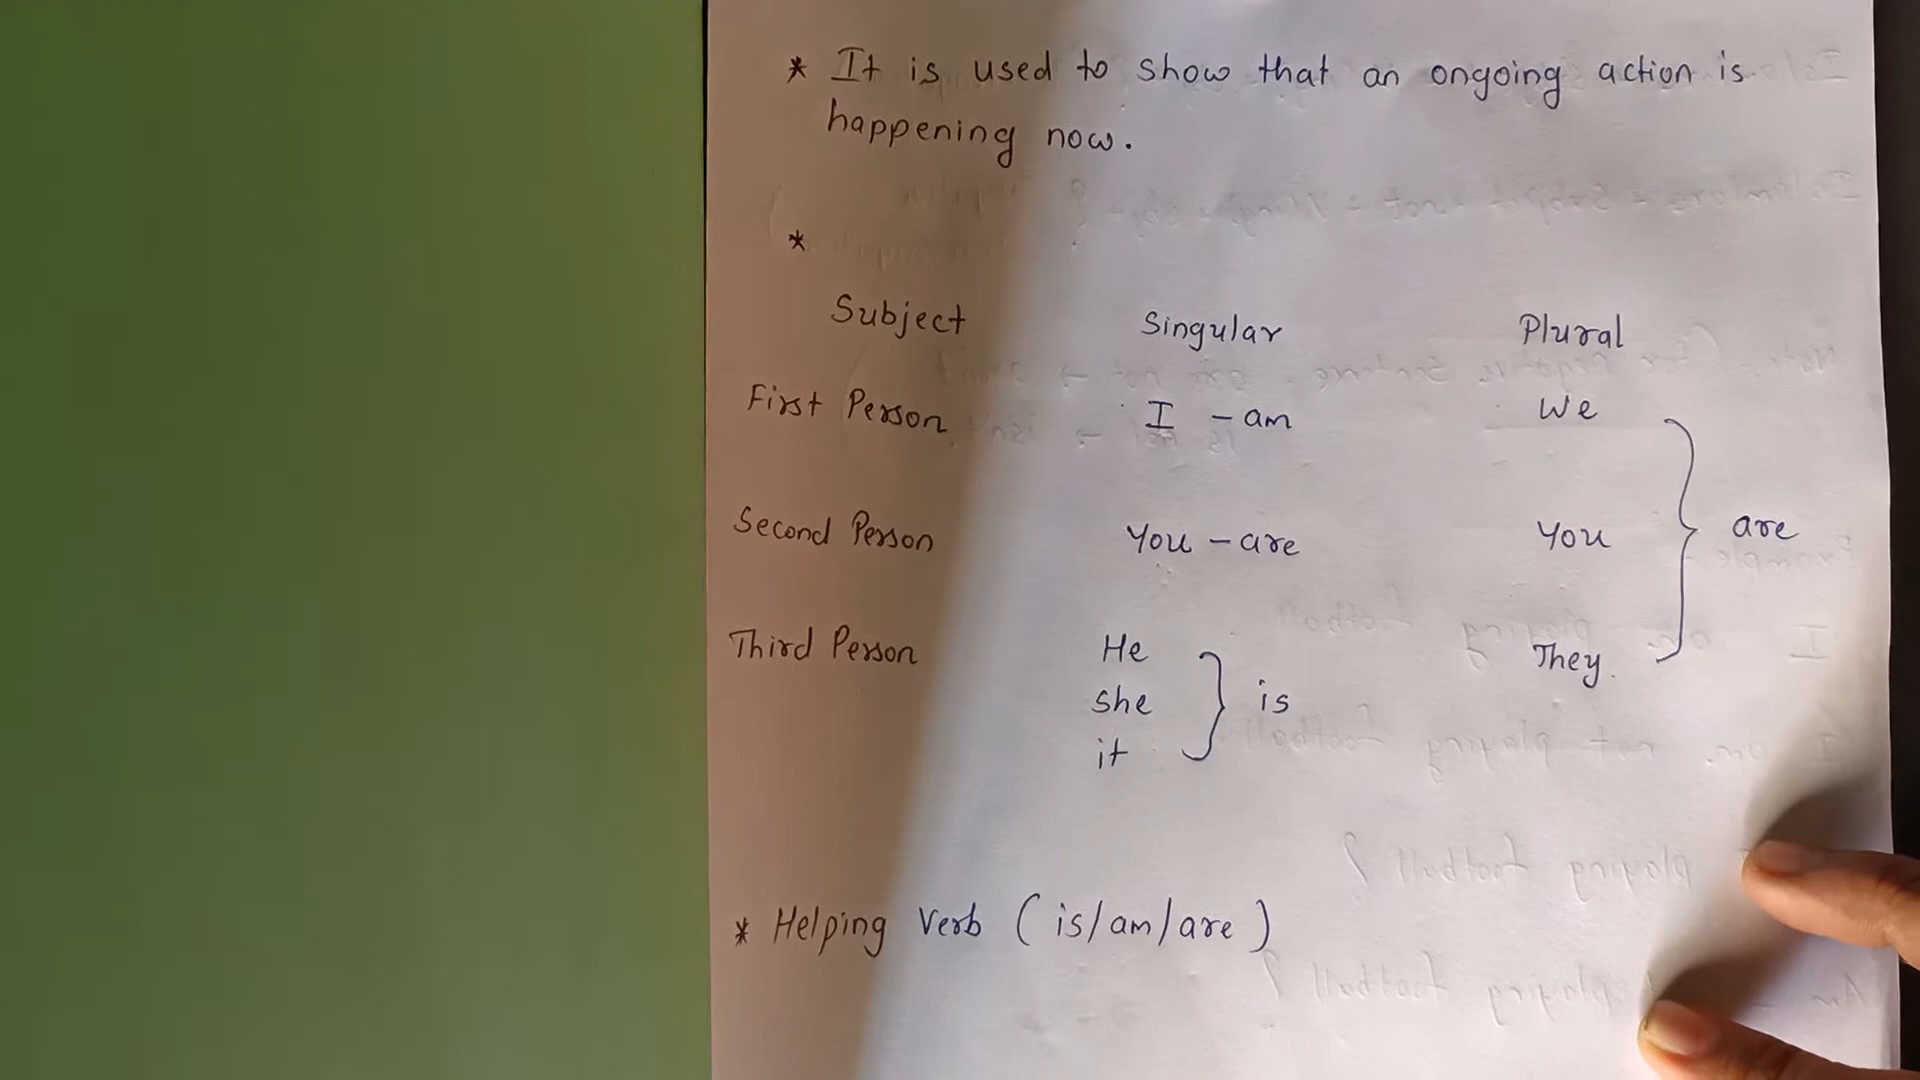 * It is used to show that an ongoing action is
happening now.
*
Subject Singular Plural
First Person I - am We
Second Person You - are You } are
Third Person He They
she } is
it
* Helping Verb ( is/am/are )